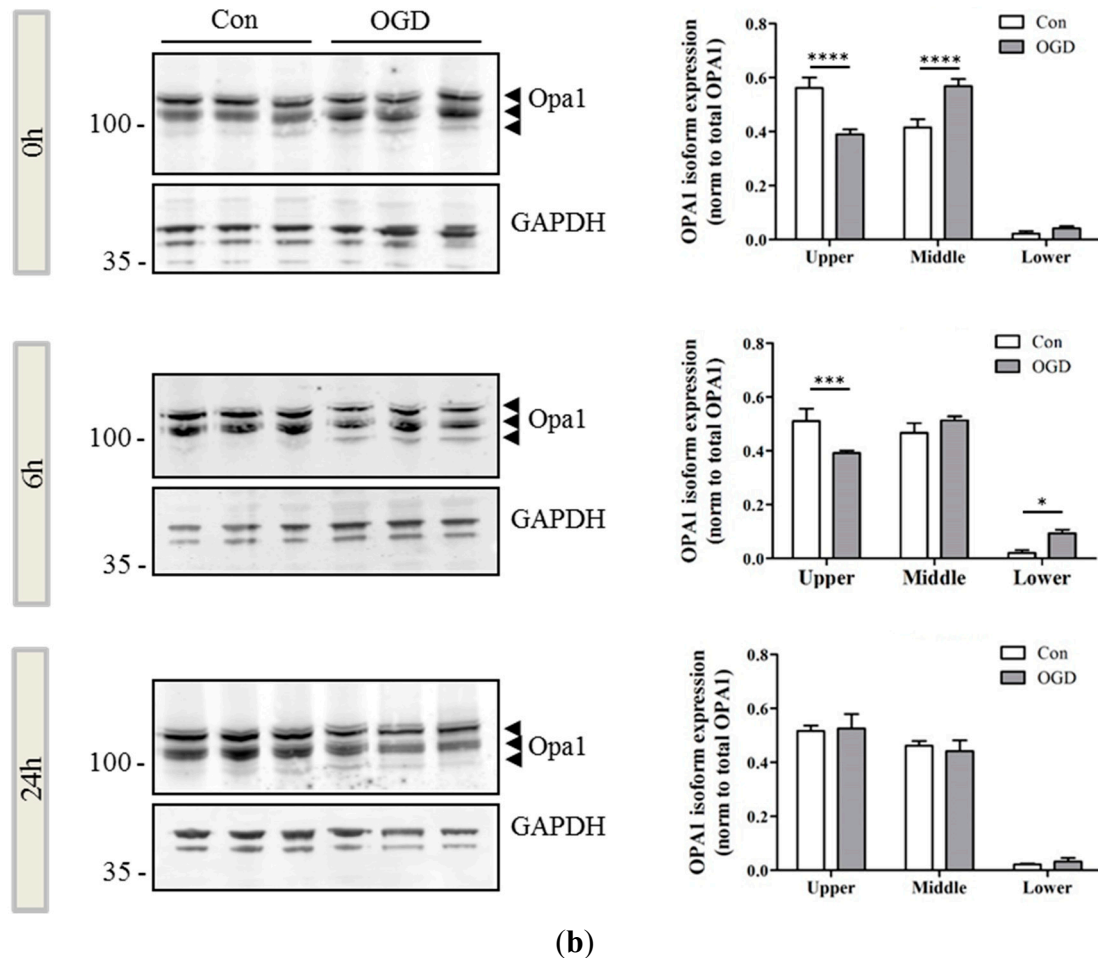 Con OGD
0h
Opa1
100 -
GAPDH
35 -
OPA1 isoform expression
(norm to total OPA1)
0.8
0.6
0.4
0.2
0.0
**** ****
Con
OGD
Upper Middle Lower
6h
Opa1
100 -
GAPDH
35 -
OPA1 isoform expression
(norm to total OPA1)
0.8
0.6
0.4
0.2
0.0
***
*
Con
OGD
Upper Middle Lower
24h
Opa1
100 -
GAPDH
35 -
OPA1 isoform expression
(norm to total OPA1)
0.8
0.6
0.4
0.2
0.0
Con
OGD
Upper Middle Lower
(b)